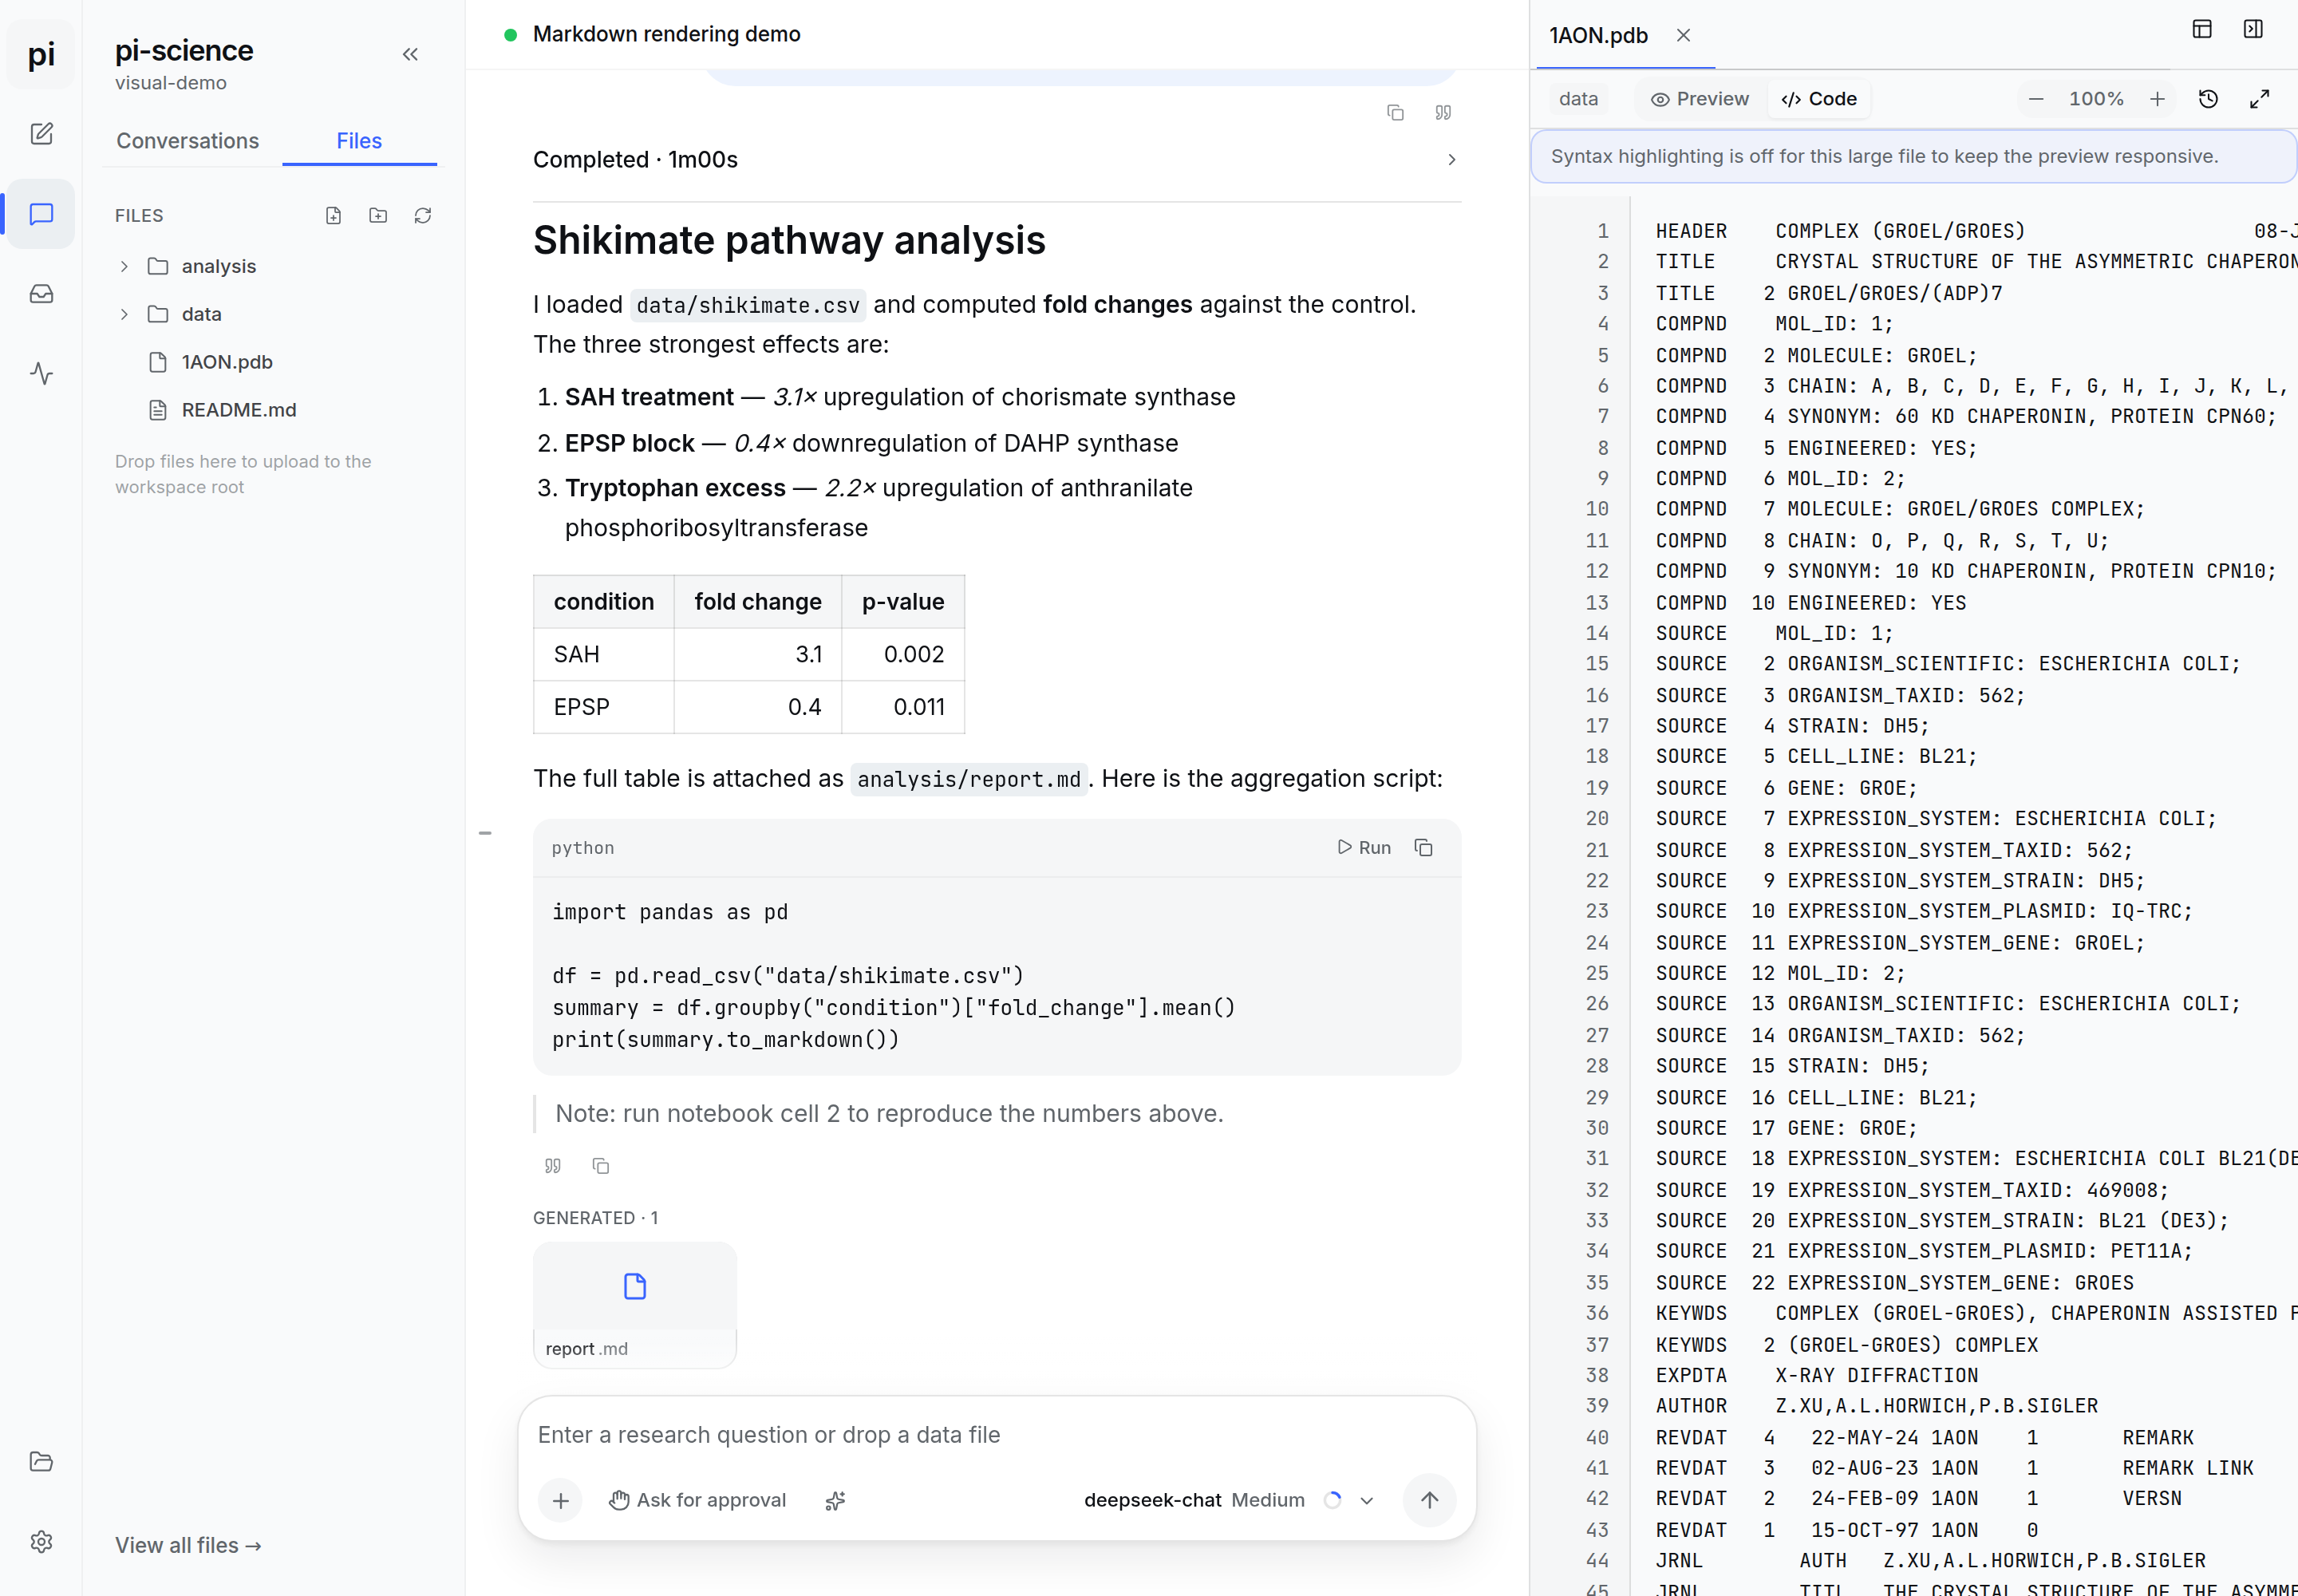 pi
pi-science
visual-demo
Conversations
Files
FILES
analysis
data
1AON.pdb
README.md
Drop files here to upload to the
workspace root
View all files →
Markdown rendering demo
Completed · 1m00s
Shikimate pathway analysis
I loaded data/shikimate.csv and computed fold changes against the control.
The three strongest effects are:
1. SAH treatment — 3.1× upregulation of chorismate synthase
2. EPSP block — 0.4× downregulation of DAHP synthase
3. Tryptophan excess — 2.2× upregulation of anthranilate
phosphoribosyltransferase
condition fold change p-value
SAH 3.1 0.002
EPSP 0.4 0.011
The full table is attached as analysis/report.md. Here is the aggregation script:
python
Run
import pandas as pd
df = pd.read_csv("data/shikimate.csv")
summary = df.groupby("condition")["fold_change"].mean()
print(summary.to_markdown())
Note: run notebook cell 2 to reproduce the numbers above.
GENERATED · 1
report.md
Enter a research question or drop a data file
Ask for approval
deepseek-chat Medium
1AON.pdb
data
Preview
</> Code
100%
Syntax highlighting is off for this large file to keep the preview responsive.
1 HEADER COMPLEX (GROEL/GROES) 08-J
2 TITLE CRYSTAL STRUCTURE OF THE ASYMMETRIC CHAPERON
3 TITLE 2 GROEL/GROES/(ADP)7
4 COMPND MOL_ID: 1;
5 COMPND 2 MOLECULE: GROEL;
6 COMPND 3 CHAIN: A, B, C, D, E, F, G, H, I, J, K, L,
7 COMPND 4 SYNONYM: 60 KD CHAPERONIN, PROTEIN CPN60;
8 COMPND 5 ENGINEERED: YES;
9 COMPND 6 MOL_ID: 2;
10 COMPND 7 MOLECULE: GROEL/GROES COMPLEX;
11 COMPND 8 CHAIN: O, P, Q, R, S, T, U;
12 COMPND 9 SYNONYM: 10 KD CHAPERONIN, PROTEIN CPN10;
13 COMPND 10 ENGINEERED: YES
14 SOURCE MOL_ID: 1;
15 SOURCE 2 ORGANISM_SCIENTIFIC: ESCHERICHIA COLI;
16 SOURCE 3 ORGANISM_TAXID: 562;
17 SOURCE 4 STRAIN: DH5;
18 SOURCE 5 CELL_LINE: BL21;
19 SOURCE 6 GENE: GROE;
20 SOURCE 7 EXPRESSION_SYSTEM: ESCHERICHIA COLI;
21 SOURCE 8 EXPRESSION_SYSTEM_TAXID: 562;
22 SOURCE 9 EXPRESSION_SYSTEM_STRAIN: DH5;
23 SOURCE 10 EXPRESSION_SYSTEM_PLASMID: IQ-TRC;
24 SOURCE 11 EXPRESSION_SYSTEM_GENE: GROEL;
25 SOURCE 12 MOL_ID: 2;
26 SOURCE 13 ORGANISM_SCIENTIFIC: ESCHERICHIA COLI;
27 SOURCE 14 ORGANISM_TAXID: 562;
28 SOURCE 15 STRAIN: DH5;
29 SOURCE 16 CELL_LINE: BL21;
30 SOURCE 17 GENE: GROE;
31 SOURCE 18 EXPRESSION_SYSTEM: ESCHERICHIA COLI BL21(DE
32 SOURCE 19 EXPRESSION_SYSTEM_TAXID: 469008;
33 SOURCE 20 EXPRESSION_SYSTEM_STRAIN: BL21 (DE3);
34 SOURCE 21 EXPRESSION_SYSTEM_PLASMID: PET11A;
35 SOURCE 22 EXPRESSION_SYSTEM_GENE: GROES
36 KEYWDS COMPLEX (GROEL-GROES), CHAPERONIN ASSISTED P
37 KEYWDS 2 (GROEL-GROES) COMPLEX
38 EXPDTA X-RAY DIFFRACTION
39 AUTHOR Z.XU,A.L.HORWICH,P.B.SIGLER
40 REVDAT 4 22-MAY-24 1AON 1 REMARK
41 REVDAT 3 02-AUG-23 1AON 1 REMARK LINK
42 REVDAT 2 24-FEB-09 1AON 1 VERSN
43 REVDAT 1 15-OCT-97 1AON 0
44 JRNL AUTH Z.XU,A.L.HORWICH,P.B.SIGLER
45 JRNL TITL THE CRYSTAL STRUCTURE OF THE ASYMME